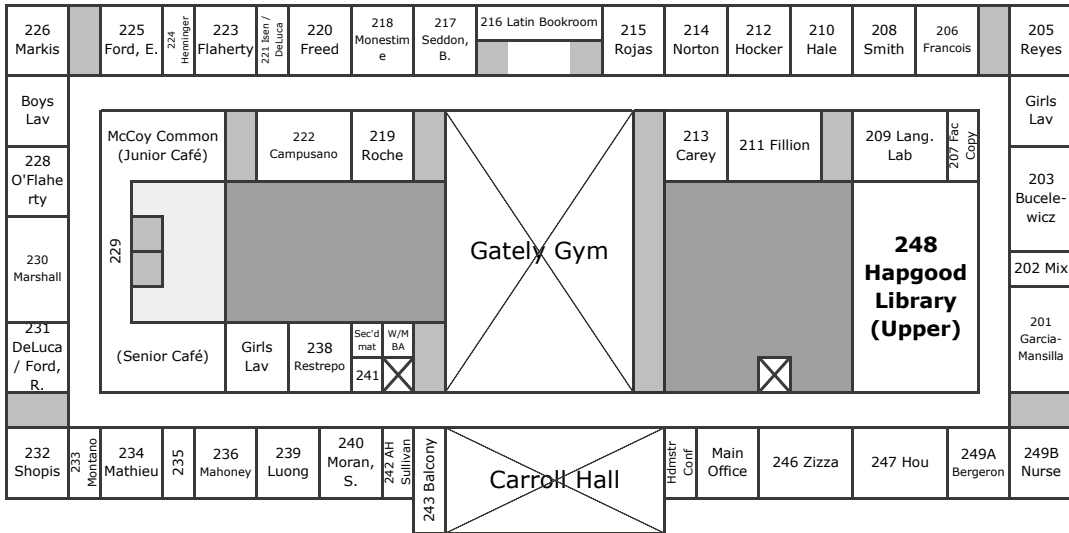 226
Markis
225
Ford, E.
224
Henninger
223
Flaherty
221 Isen /
DeLuca
220
Freed
218
Monestim
e
217
Seddon,
B.
216 Latin Bookroom
215
Rojas
214
Norton
212
Hocker
210
Hale
208
Smith
206
Francois
205
Reyes
Boys
Lav
McCoy Common
(Junior Café)
222
Campusano
219
Roche
213
Carey
211 Fillion
209 Lang.
Lab
207 Fac
Copy
Girls
Lav
228
O'Flahe
rty
203
Bucele-
wicz
229
Gately Gym
248
Hapgood
Library
(Upper)
230
Marshall
202 Mix
231
DeLuca
/ Ford,
R.
(Senior Café)
Girls
Lav
238
Restrepo
Sec'd
mat
W/M
BA
241
201
Garcia-
Mansilla
232
Shopis
233
Montano
234
Mathieu
235
236
Mahoney
239
Luong
240
Moran,
S.
242 AH
Sullivan
243 Balcony
Carroll Hall
Hdmstr
Conf
Main
Office
246 Zizza
247 Hou
249A
Bergeron
249B
Nurse